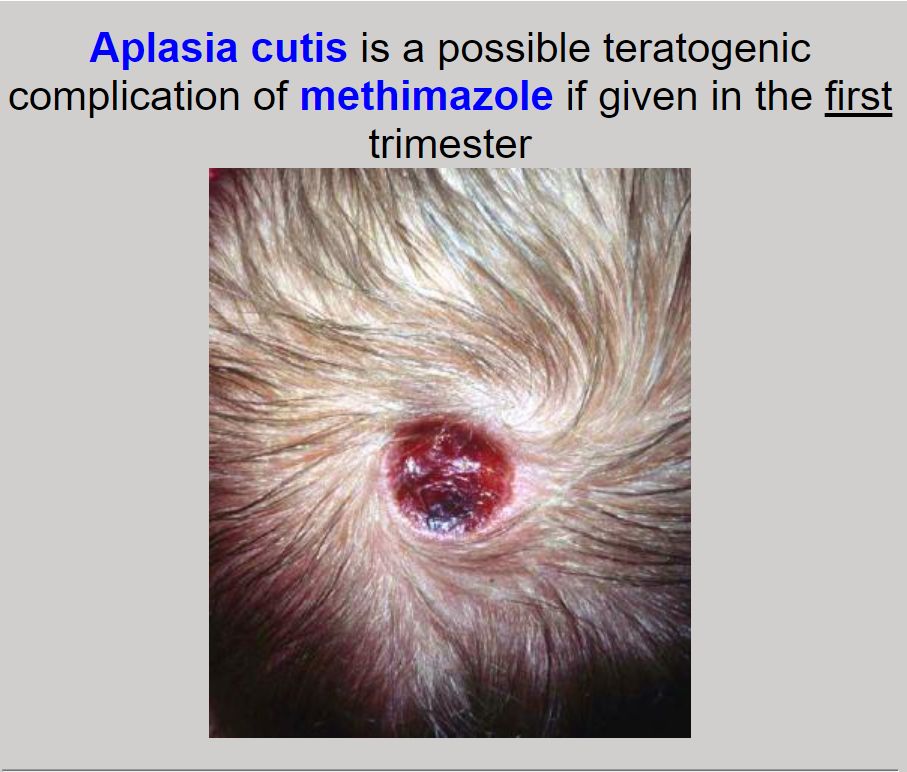 Aplasia cutis is a possible teratogenic
complication of methimazole if given in the first
trimester